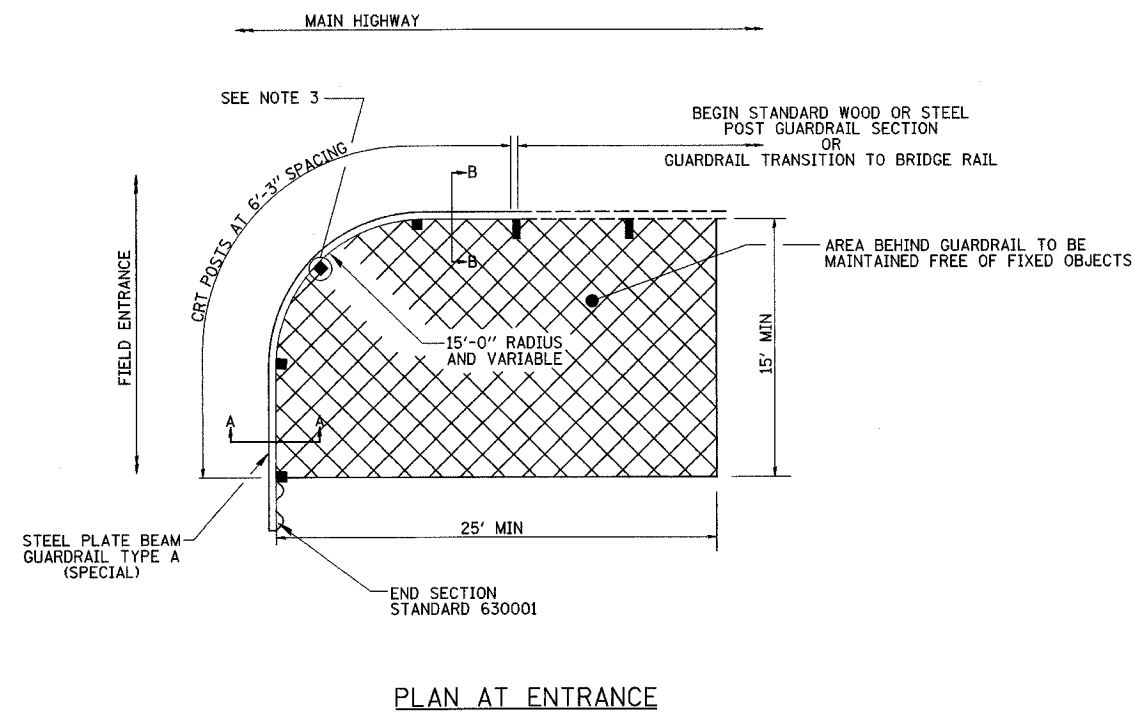 MAIN HIGHWAY
SEE NOTE 3
BEGIN STANDARD WOOD OR STEEL
POST GUARDRAIL SECTION
OR
GUARDRAIL TRANSITION TO BRIDGE RAIL
CRT POSTS AT 6'-3" SPACING
B
B
FIELD ENTRANCE
AREA BEHIND GUARDRAIL TO BE
MAINTAINED FREE OF FIXED OBJECTS
15'-0" RADIUS
AND VARIABLE
15' MIN
A
A
25' MIN
STEEL PLATE BEAM
GUARDRAIL TYPE A
(SPECIAL)
END SECTION
STANDARD 630001
PLAN AT ENTRANCE